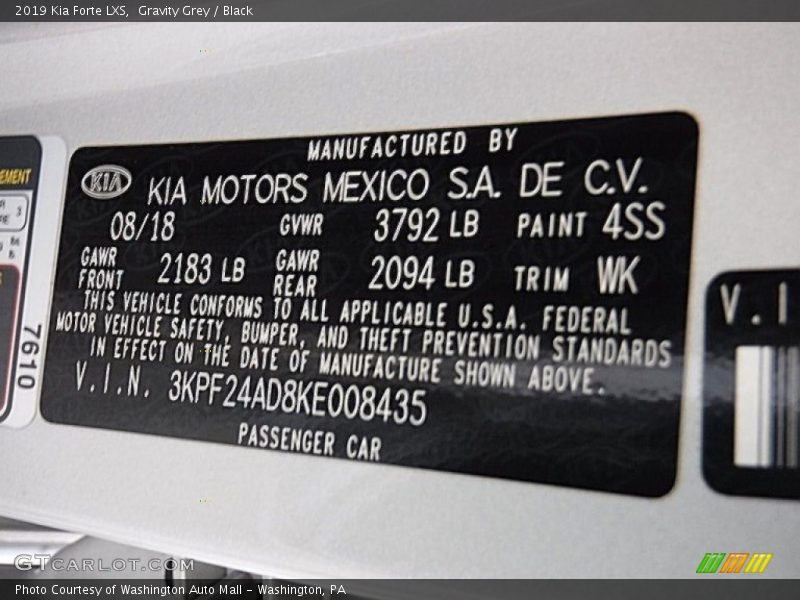 2019 Kia Forte LXS, Gravity Grey / Black
MANUFACTURED BY
KIA KIA MOTORS MEXICO S.A. DE C.V.
08/18 GVWR 3792 LB PAINT 4SS
GAWR FRONT 2183 LB GAWR REAR 2094 LB TRIM WK
THIS VEHICLE CONFORMS TO ALL APPLICABLE U.S.A. FEDERAL
MOTOR VEHICLE SAFETY, BUMPER, AND THEFT PREVENTION STANDARDS
IN EFFECT ON THE DATE OF MANUFACTURE SHOWN ABOVE.
V.I.N. 3KPF24AD8KE008435
PASSENGER CAR
7610
V.I
GTCARLOT.COM
Photo Courtesy of Washington Auto Mall - Washington, PA